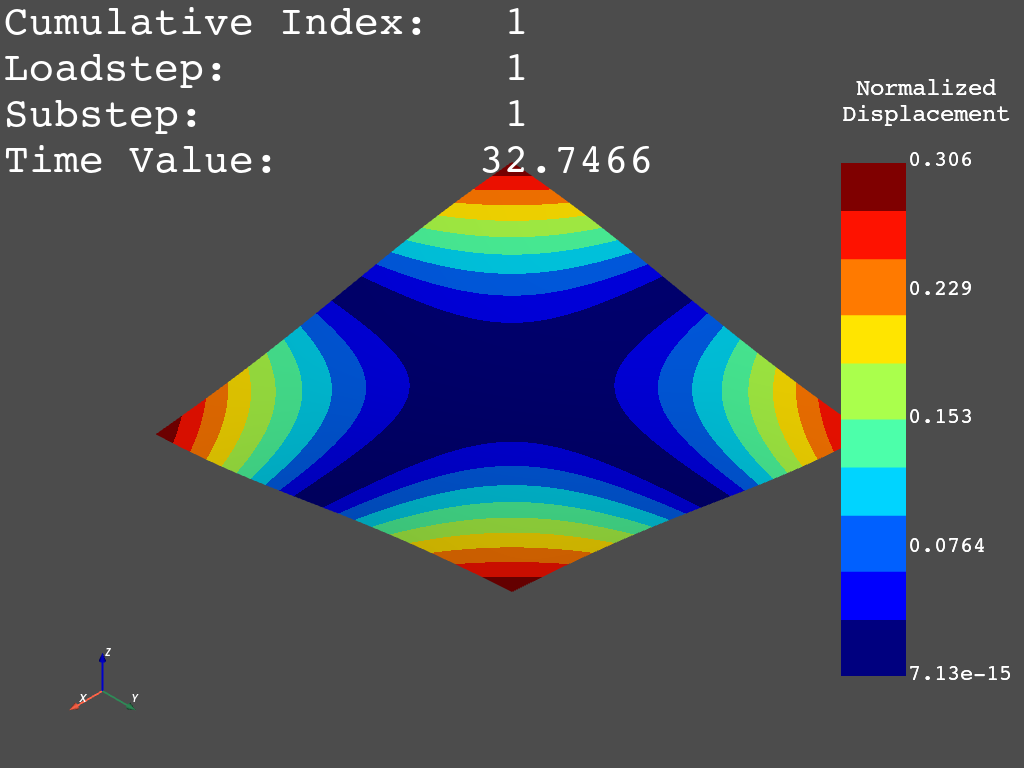 Cumulative Index: 1
Loadstep: 1
Substep: 1
Time Value: 32.7466
Normalized
Displacement
0.306
0.229
0.153
0.0764
7.13e-15
Z
X Y